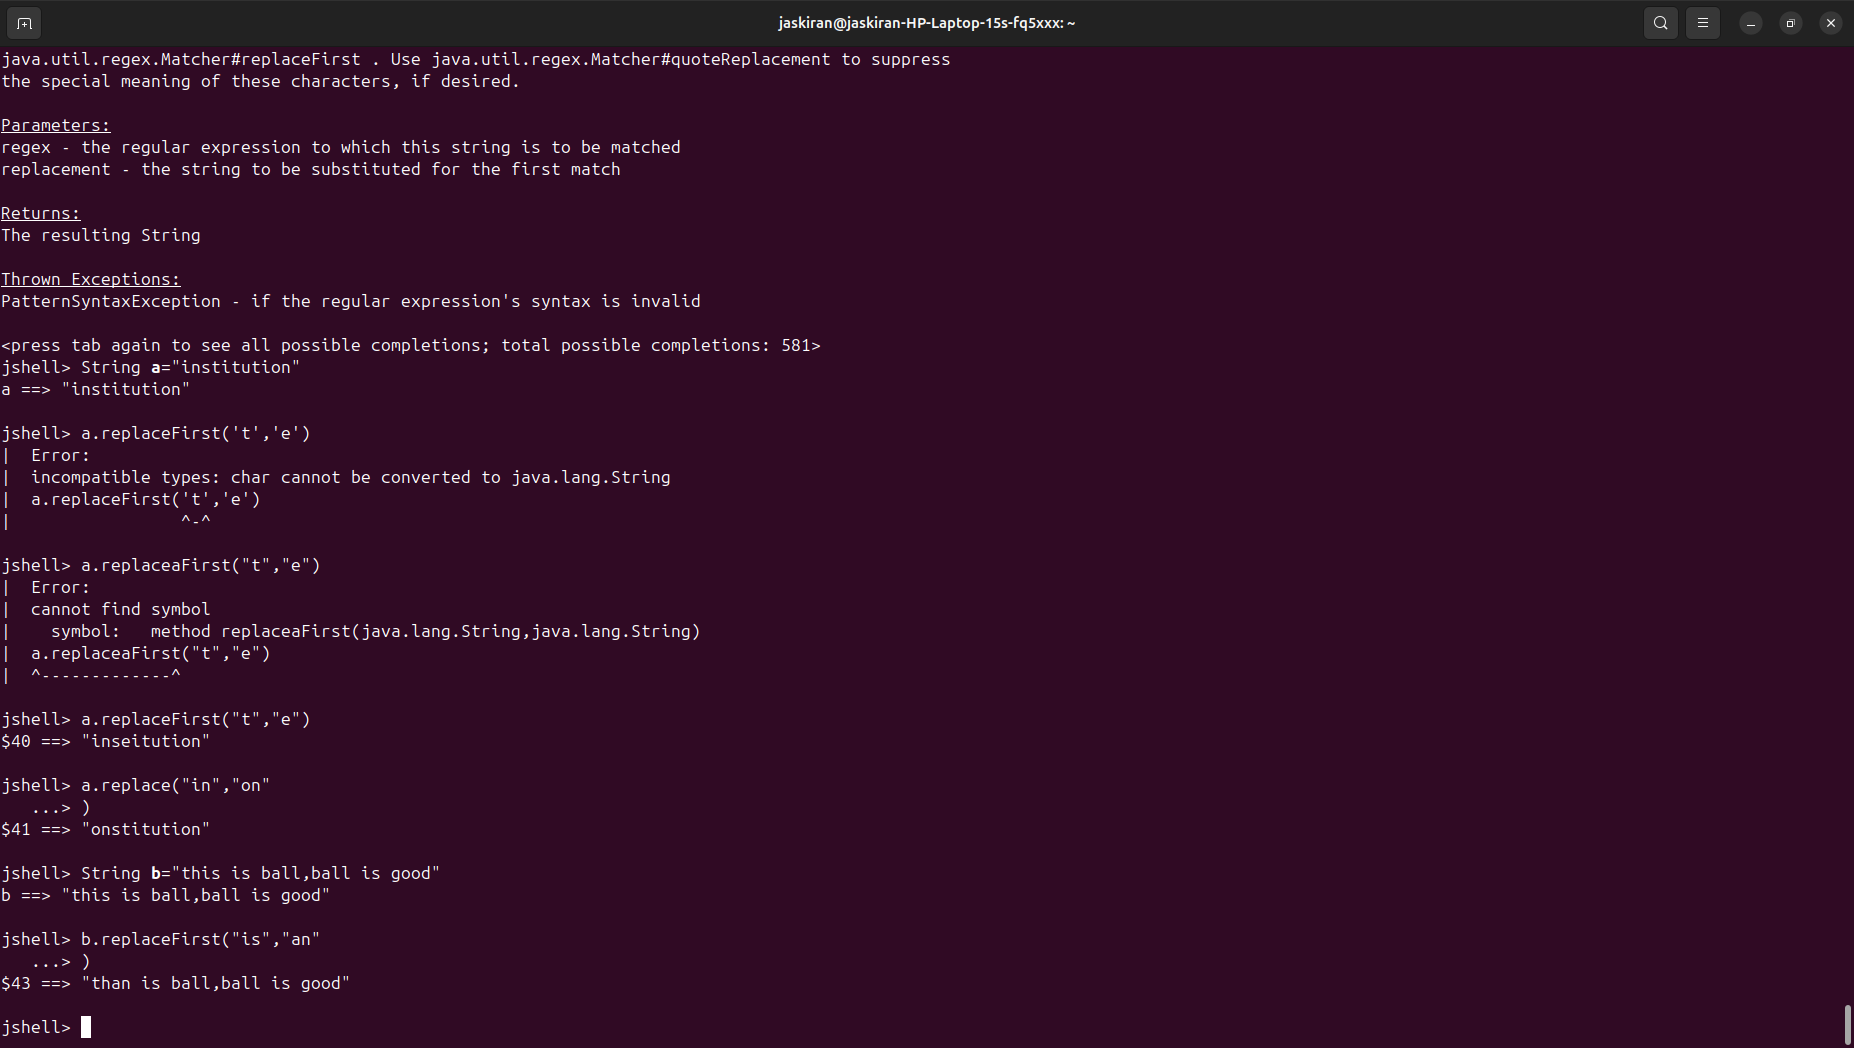 jaskiran@jaskiran-HP-Laptop-15s-fq5xxx: ~
java.util.regex.Matcher#replaceFirst . Use java.util.regex.Matcher#quoteReplacement to suppress
the special meaning of these characters, if desired.
Parameters:
regex - the regular expression to which this string is to be matched
replacement - the string to be substituted for the first match
Returns:
The resulting String
Thrown Exceptions:
PatternSyntaxException - if the regular expression's syntax is invalid
<press tab again to see all possible completions; total possible completions: 581>
jshell> String a="institution"
a ==> "institution"
jshell> a.replaceFirst('t','e')
|  Error:
|  incompatible types: char cannot be converted to java.lang.String
|  a.replaceFirst('t','e')
|                 ^-^
jshell> a.replaceaFirst("t","e")
|  Error:
|  cannot find symbol
|    symbol:   method replaceaFirst(java.lang.String,java.lang.String)
|  a.replaceaFirst("t","e")
|  ^-------------^
jshell> a.replaceFirst("t","e")
$40 ==> "inseitution"
jshell> a.replace("in","on"
   ...> )
$41 ==> "onstitution"
jshell> String b="this is ball,ball is good"
b ==> "this is ball,ball is good"
jshell> b.replaceFirst("is","an"
   ...> )
$43 ==> "than is ball,ball is good"
jshell>